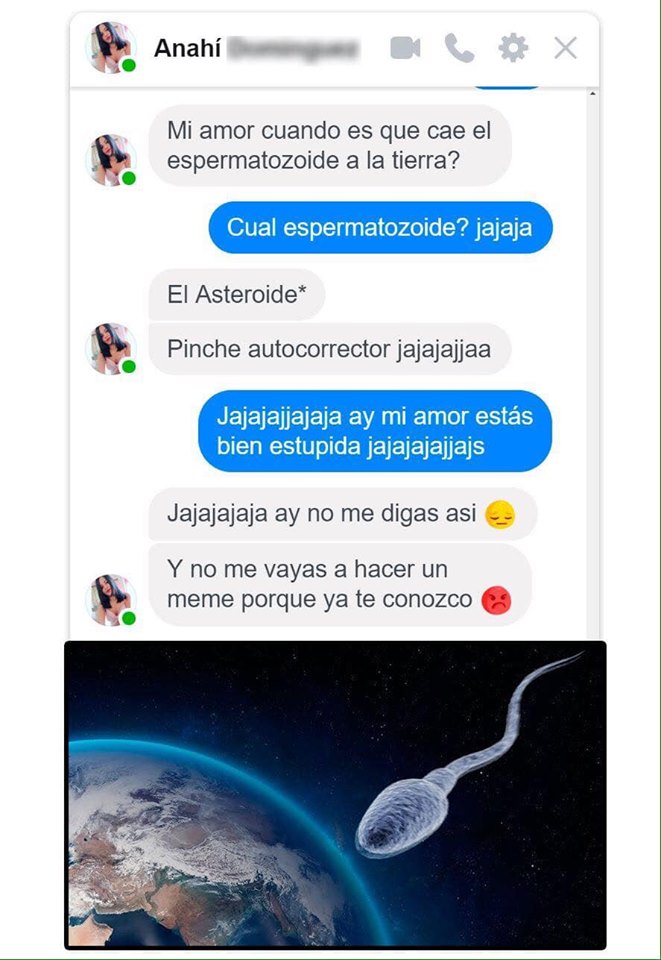 Anahí
Mi amor cuando es que cae el
espermatozoide a la tierra?
Cual espermatozoide? jajaja
El Asteroide*
Pinche autocorrector jajajajjaa
Jajajajjajaja ay mi amor estás
bien estupida jajajajajjajs
Jajajajaja ay no me digas asi 😔
Y no me vayas a hacer un
meme porque ya te conozco 😡